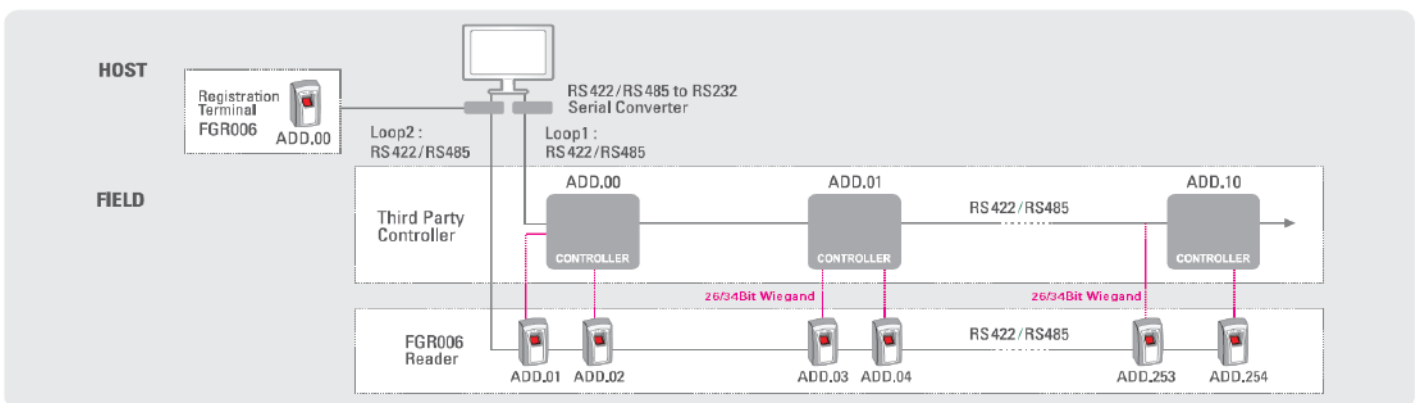 HOST
Registration
Terminal
FGR006
ADD.00
RS422/RS485 to RS232
Serial Converter
Loop2 :
RS422/RS485
Loop1 :
RS422/RS485
FIELD
ADD.00
ADD.01
ADD.10
Third Party
Controller
RS422/RS485
CONTROLLER
CONTROLLER
CONTROLLER
26/34Bit Wiegand
26/34Bit Wiegand
FGR006
Reader
RS422/RS485
ADD.01
ADD.02
ADD.03
ADD.04
ADD.253
ADD.254